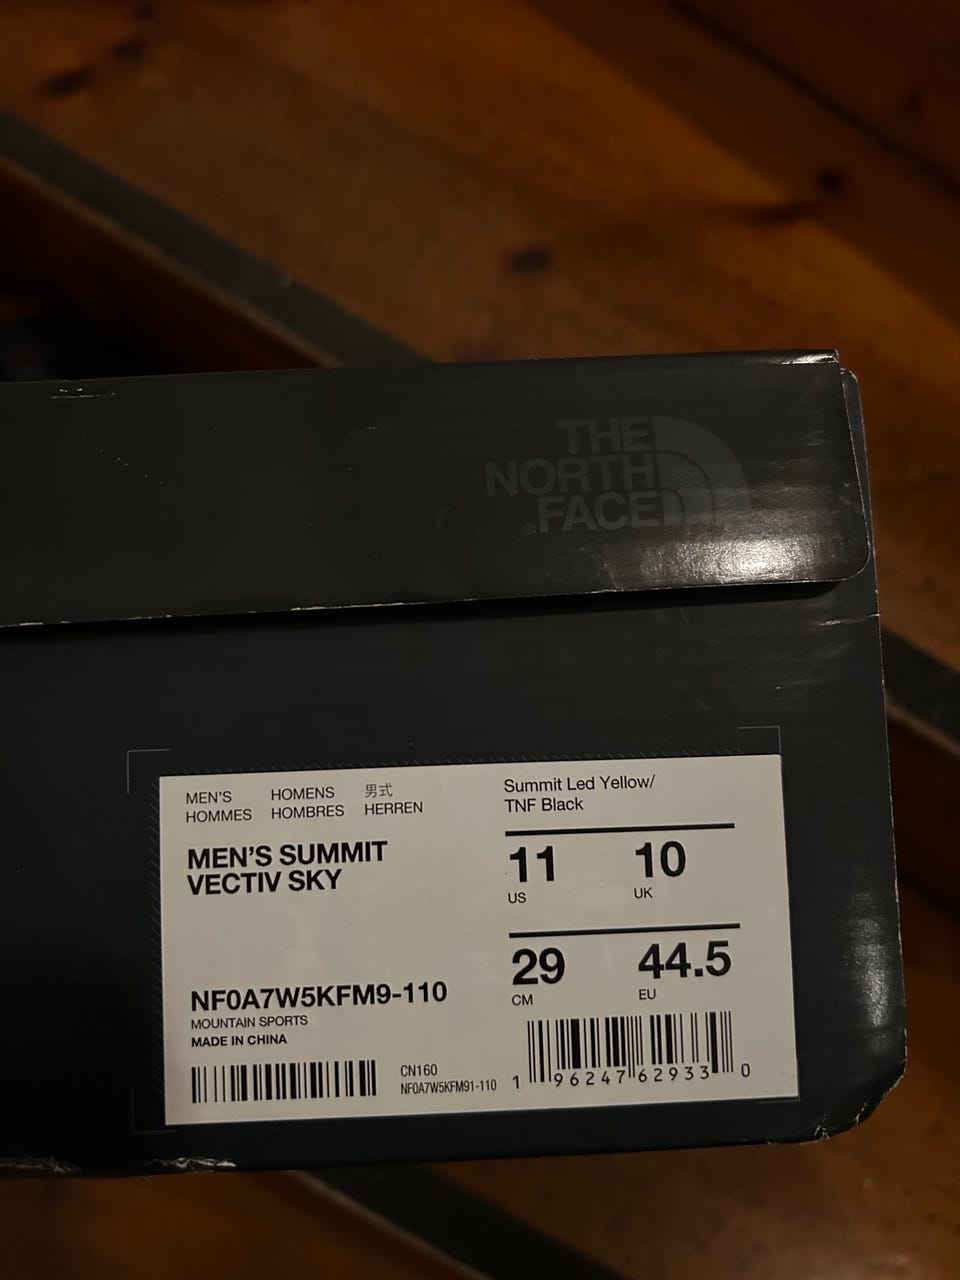 THE
NORTH
FACE
®
MEN'S HOMENS 男式
HOMMES HOMBRES HERREN
MEN'S SUMMIT
VECTIV SKY
NF0A7W5KFM9-110
MOUNTAIN SPORTS
MADE IN CHINA
CN160
NF0A7W5KFM91-110
Summit Led Yellow/
TNF Black
11 10
US UK
29 44.5
CM EU
1 96247 62933 0